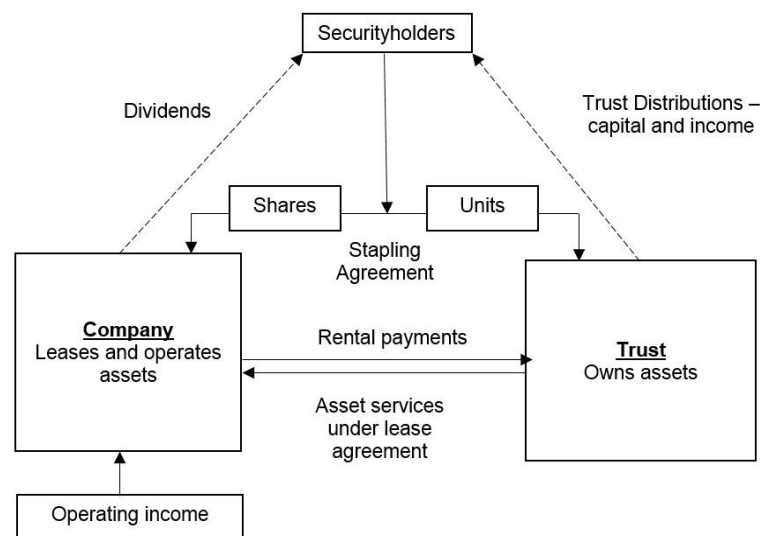 Securityholders
Dividends
Trust Distributions –
capital and income
Shares
Units
Stapling
Agreement
Company
Leases and operates
assets
Rental payments
Trust
Owns assets
Asset services
under lease
agreement
Operating income